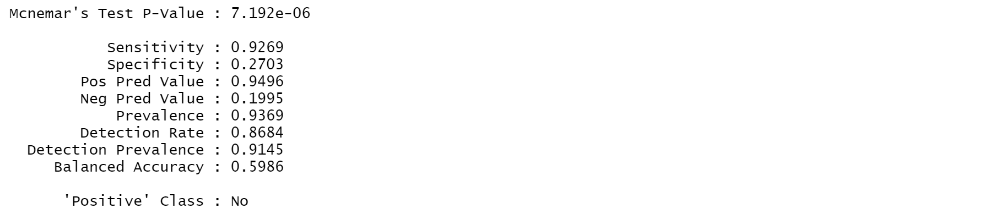 Mcnemar's Test P-Value : 7.192e-06
Sensitivity : 0.9269
Specificity : 0.2703
Pos Pred Value : 0.9496
Neg Pred Value : 0.1995
Prevalence : 0.9369
Detection Rate : 0.8684
Detection Prevalence : 0.9145
Balanced Accuracy : 0.5986
'Positive' Class : No